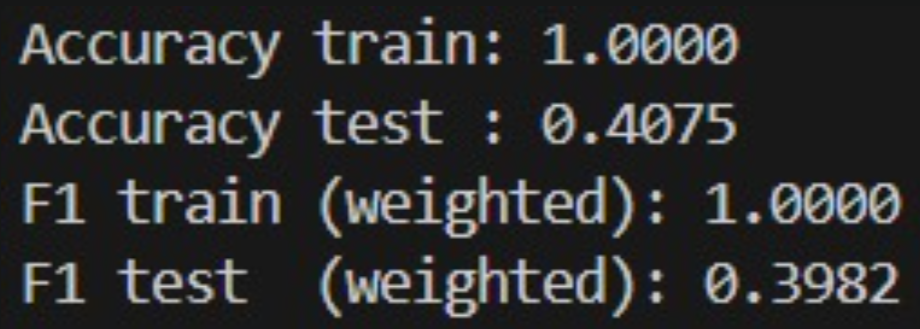 Accuracy train: 1.0000
Accuracy test : 0.4075
F1 train (weighted): 1.0000
F1 test  (weighted): 0.3982